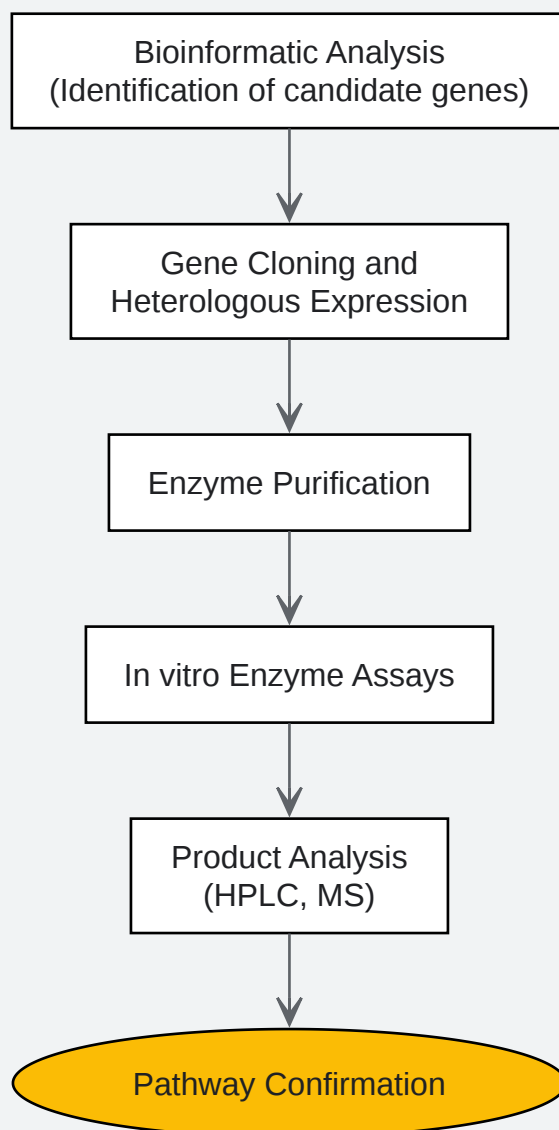 Bioinformatic Analysis
(Identification of candidate genes)
Gene Cloning and
Heterologous Expression
Enzyme Purification
In vitro Enzyme Assays
Product Analysis
(HPLC, MS)
Pathway Confirmation